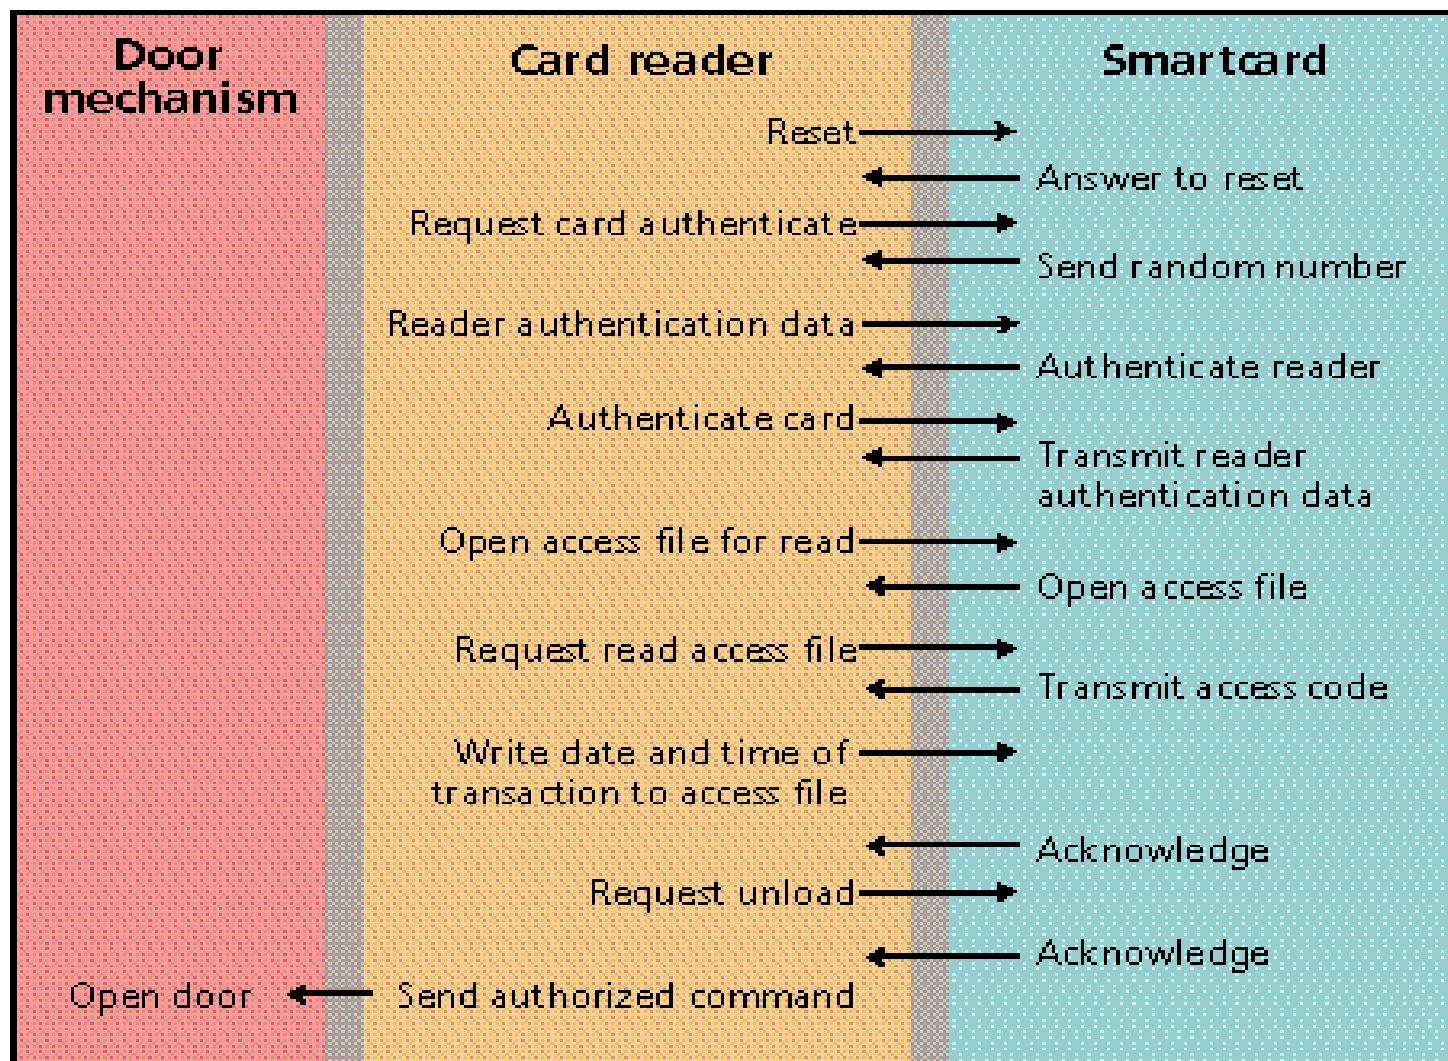 Door
mechanism
Card reader
Smartcard
Reset
Answer to reset
Request card authenticate
Send random number
Reader authentication data
Authenticate reader
Authenticate card
Transmit reader
authentication data
Open access file for read
Open access file
Request read access file
Transmit access code
Write date and time of
transaction to access file
Acknowledge
Request unload
Acknowledge
Open door
Send authorized command